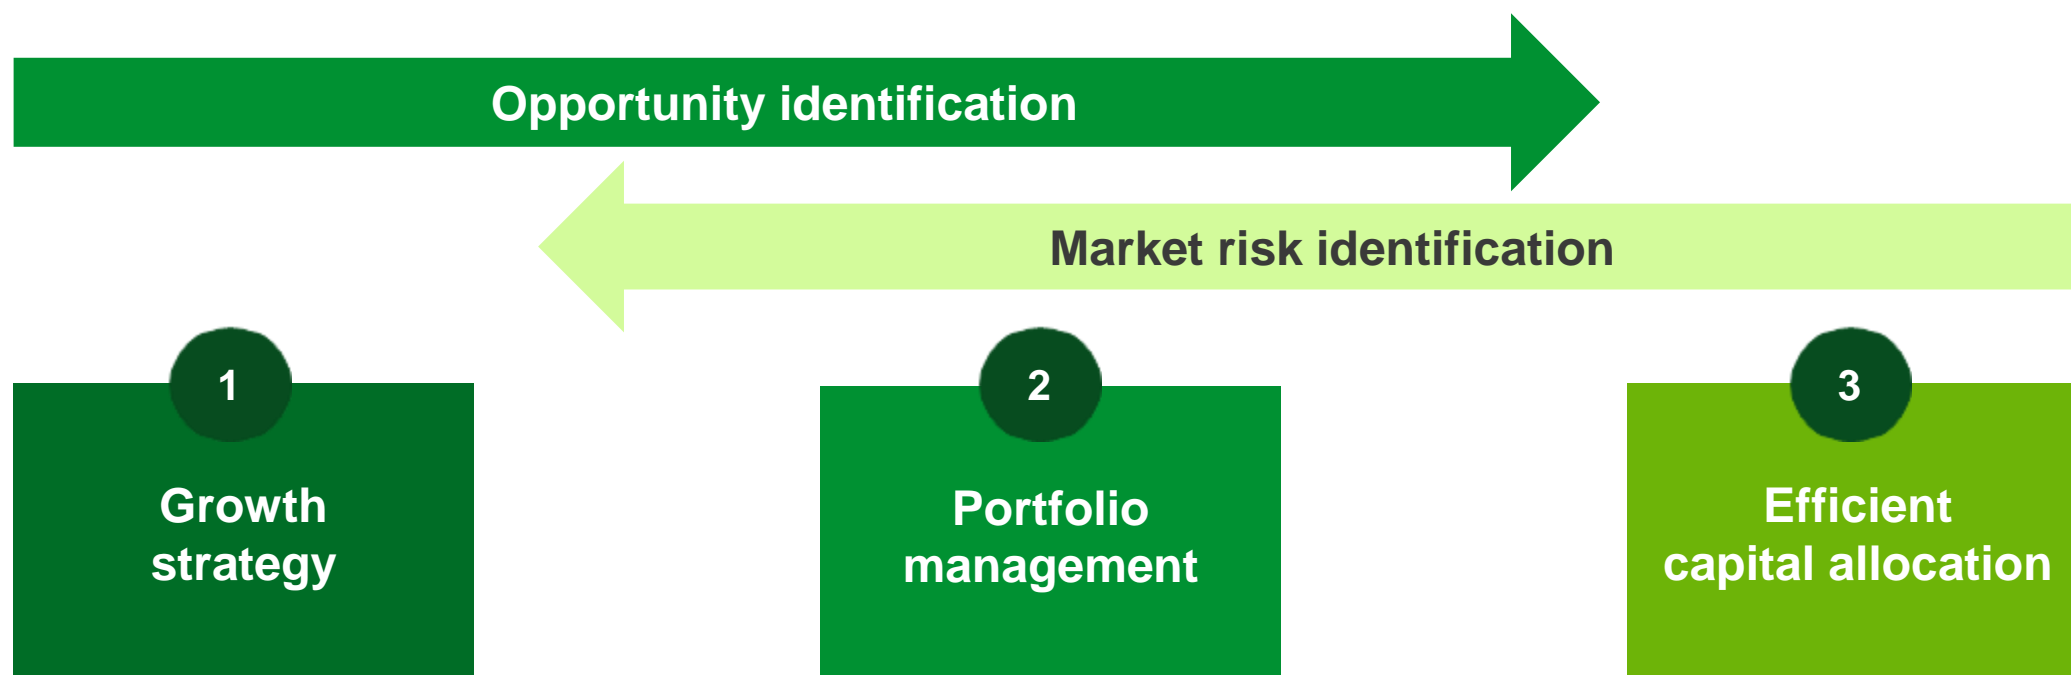 Opportunity identification
Market risk identification
1
Growth
strategy
2
Portfolio
management
3
Efficient
capital allocation